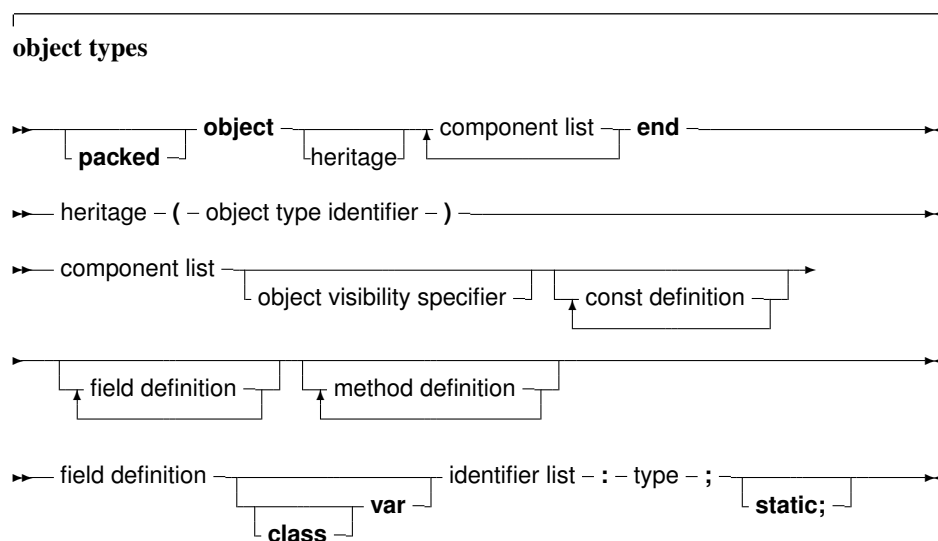 object types
object component list end
packed heritage
heritage ( object type identifier )
component list
object visibility specifier const definition
field definition method definition
field definition identifier list : type ;
var static;
class